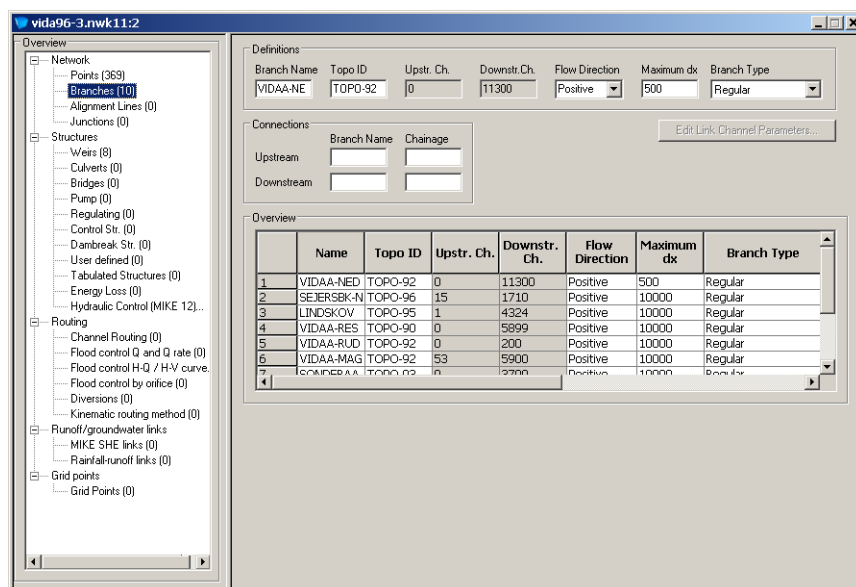 vida96-3.nwk11:2
Overview
Network
Points (369)
Branches (10)
Alignment Lines (0)
Junctions (0)
Structures
Weirs (8)
Culverts (0)
Bridges (0)
Pump (0)
Regulating (0)
Control Str. (0)
Dambreak Str. (0)
User defined (0)
Tabulated Structures (0)
Energy Loss (0)
Hydraulic Control (MIKE 12)...
Routing
Channel Routing (0)
Flood control Q and Q rate (0)
Flood control H-Q / H-V curve.
Flood control by orifice (0)
Diversions (0)
Kinematic routing method (0)
Runoff/groundwater links
MIKE SHE links (0)
Rainfall-runoff links (0)
Grid points
Grid Points (0)
Definitions
Branch Name Topo ID Upstr. Ch. Downstr.Ch. Flow Direction Maximum dx Branch Type
VIDAA-NE TOPO-92 0 11300 Positive 500 Regular
Connections
Branch Name Chainage
Upstream
Downstream
Edit Link Channel Parameters...
Overview
Name Topo ID Upstr. Ch. Downstr. Ch. Flow Direction Maximum dx Branch Type
1 VIDAA-NED TOPO-92 0 11300 Positive 500 Regular
2 SEJERSBK-N TOPO-96 15 1710 Positive 10000 Regular
3 LINDSKOV TOPO-95 1 4324 Positive 10000 Regular
4 VIDAA-RES TOPO-90 0 5899 Positive 10000 Regular
5 VIDAA-RUD TOPO-92 0 200 Positive 10000 Regular
6 VIDAA-MAG TOPO-92 53 5900 Positive 10000 Regular
7 SONDERAA TOPO-93 0 3700 Positive 10000 Regular